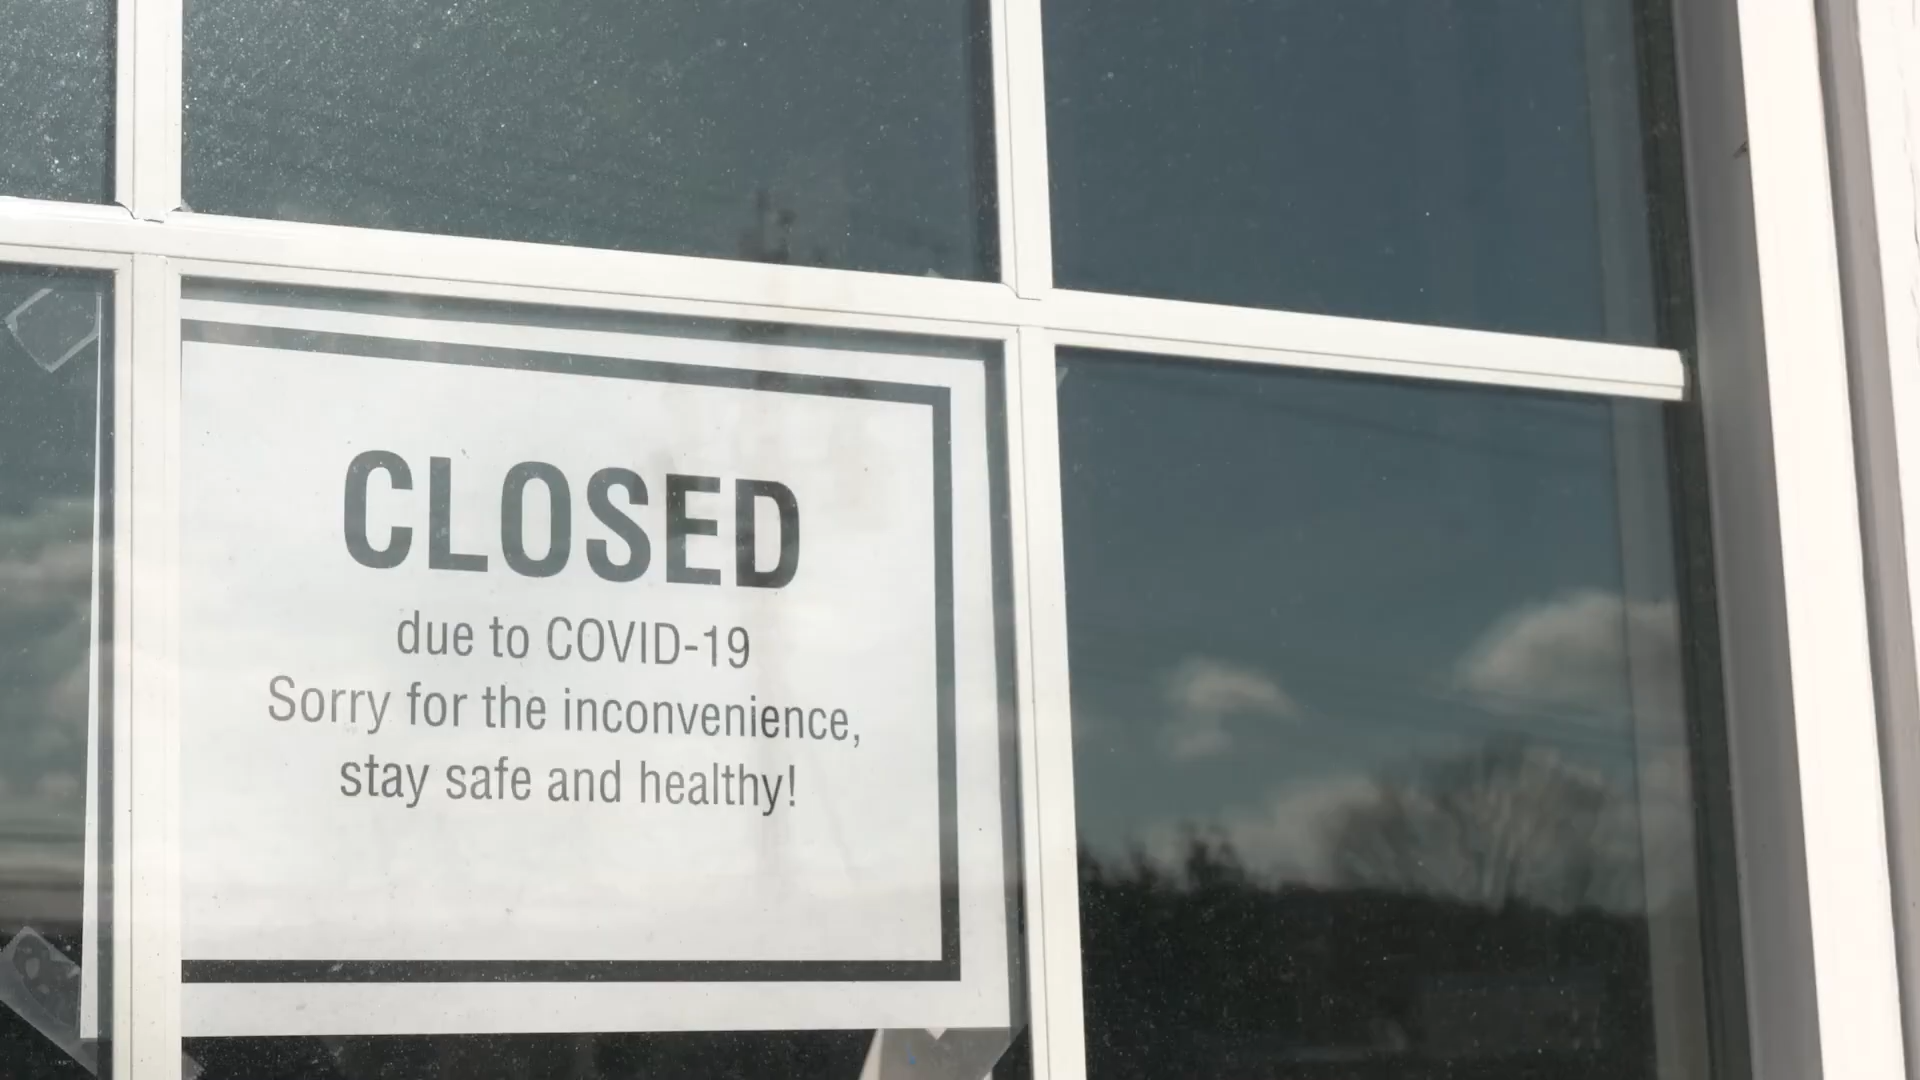 CLOSED
due to COVID-19
Sorry for the inconvenience,
stay safe and healthy!